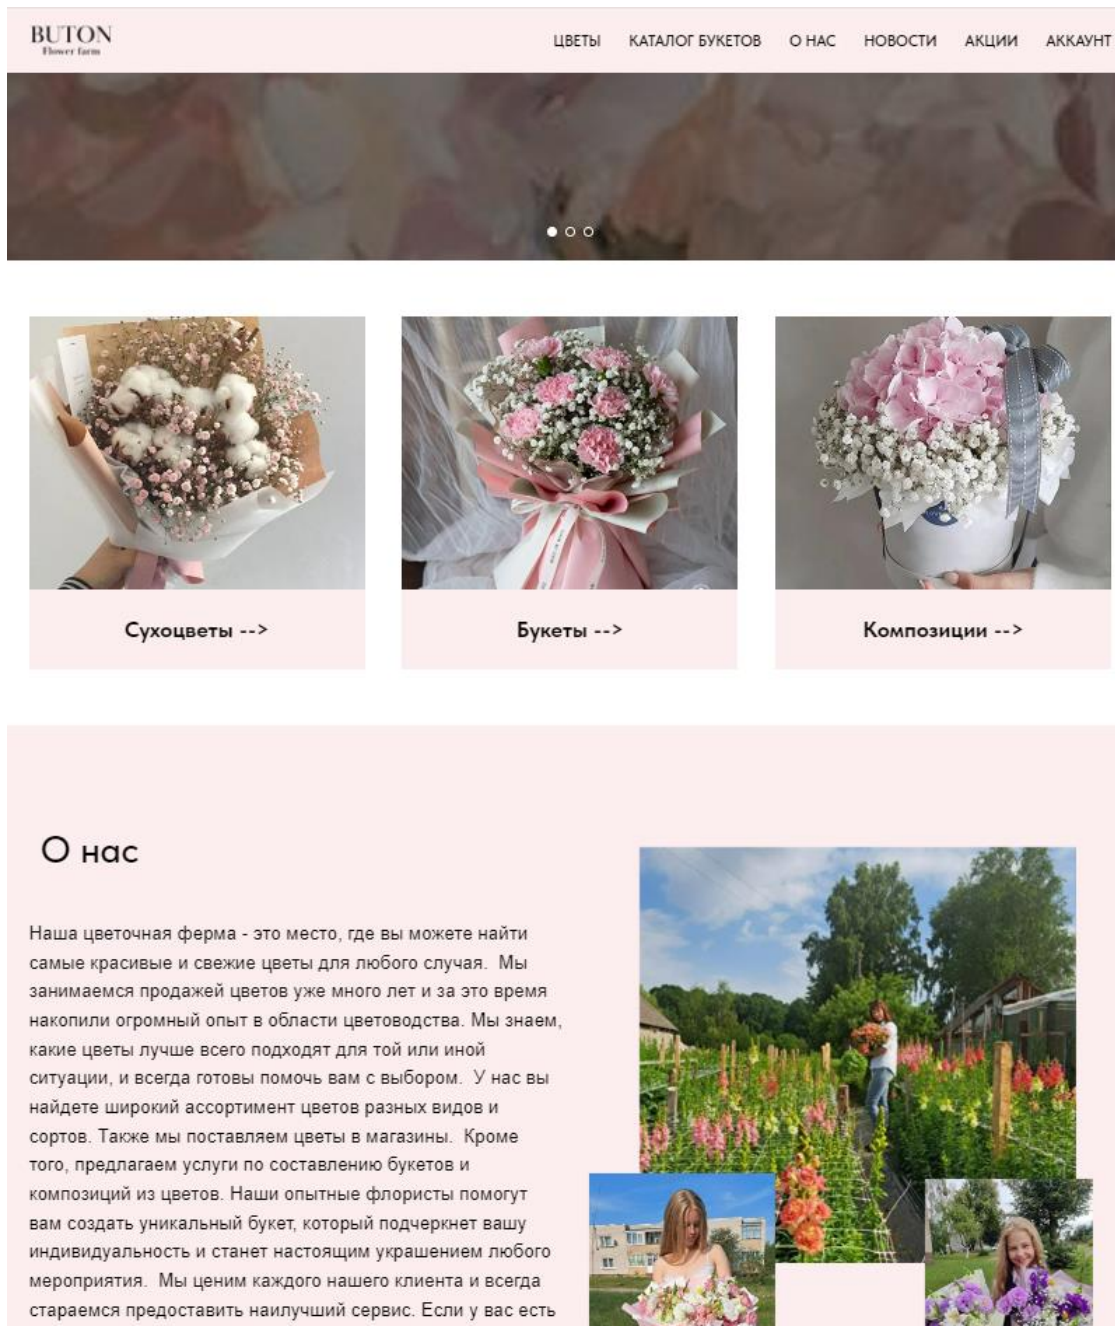 BUTON
Flower farm
ЦВЕТЫ КАТАЛОГ БУКЕТОВ О НАС НОВОСТИ АКЦИИ АККАУНТ
Сухоцветы --> Букеты --> Композиции -->
О нас
Наша цветочная ферма - это место, где вы можете найти
самые красивые и свежие цветы для любого случая. Мы
занимаемся продажей цветов уже много лет и за это время
накопили огромный опыт в области цветоводства. Мы знаем,
какие цветы лучше всего подходят для той или иной
ситуации, и всегда готовы помочь вам с выбором. У нас вы
найдете широкий ассортимент цветов разных видов и
сортов. Также мы поставляем цветы в магазины. Кроме
того, предлагаем услуги по составлению букетов и
композиций из цветов. Наши опытные флористы помогут
вам создать уникальный букет, который подчеркнет вашу
индивидуальность и станет настоящим украшением любого
мероприятия. Мы ценим каждого нашего клиента и всегда
стараемся предоставить наилучший сервис. Если у вас есть